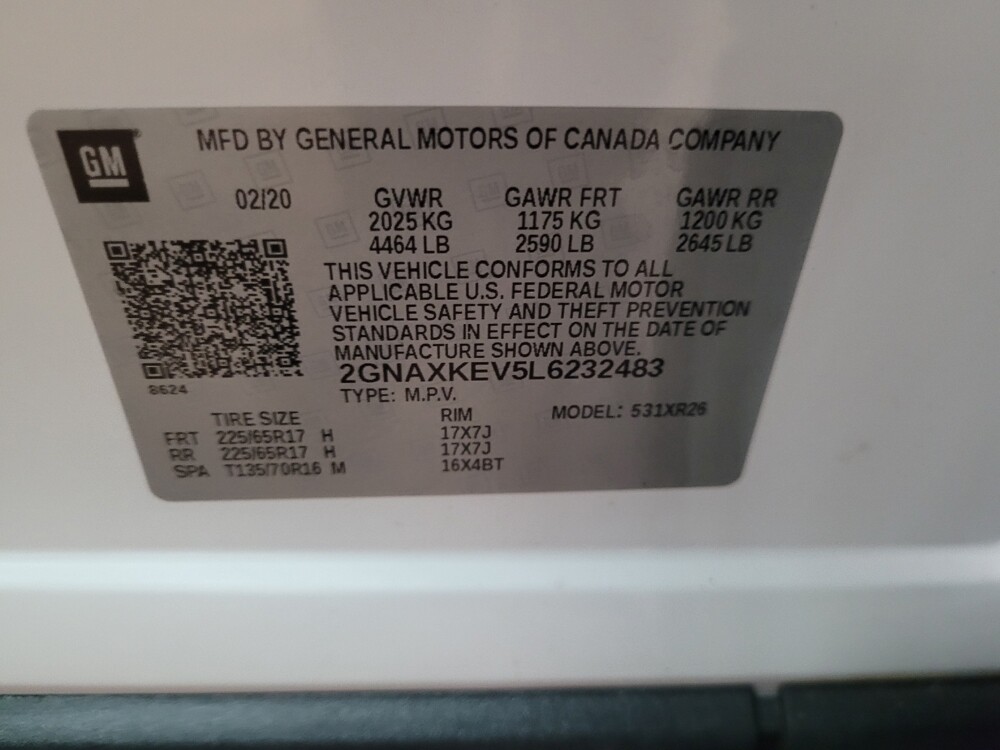 GM
MFD BY GENERAL MOTORS OF CANADA COMPANY
02/20 GVWR GAWR FRT GAWR RR
2025 KG 1175 KG 1200 KG
4464 LB 2590 LB 2645 LB
THIS VEHICLE CONFORMS TO ALL
APPLICABLE U.S. FEDERAL MOTOR
VEHICLE SAFETY AND THEFT PREVENTION
STANDARDS IN EFFECT ON THE DATE OF
MANUFACTURE SHOWN ABOVE.
2GNAXKEV5L6232483
8624
TYPE: M.P.V.
TIRE SIZE RIM MODEL: 531XR26
FRT 225/65R17 H 17X7J
RR 225/65R17 H 17X7J
SPA T135/70R16 M 16X4BT